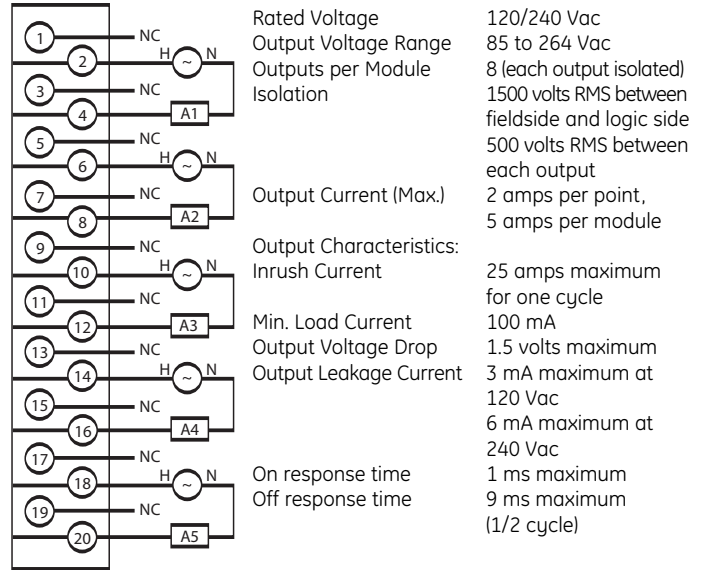 1 NC
2 H ~ N
3 NC
4 A1
5 NC
6 H ~ N
7 NC
8 A2
9 NC
10 H ~ N
11 NC
12 A3
13 NC
14 H ~ N
15 NC
16 A4
17 NC
18 H ~ N
19 NC
20 A5
Rated Voltage 120/240 Vac
Output Voltage Range 85 to 264 Vac
Outputs per Module 8 (each output isolated)
Isolation 1500 volts RMS between
fieldside and logic side
500 volts RMS between
each output
Output Current (Max.) 2 amps per point,
5 amps per module
Output Characteristics:
Inrush Current 25 amps maximum
for one cycle
Min. Load Current 100 mA
Output Voltage Drop 1.5 volts maximum
Output Leakage Current 3 mA maximum at
120 Vac
6 mA maximum at
240 Vac
On response time 1 ms maximum
Off response time 9 ms maximum
(1/2 cycle)